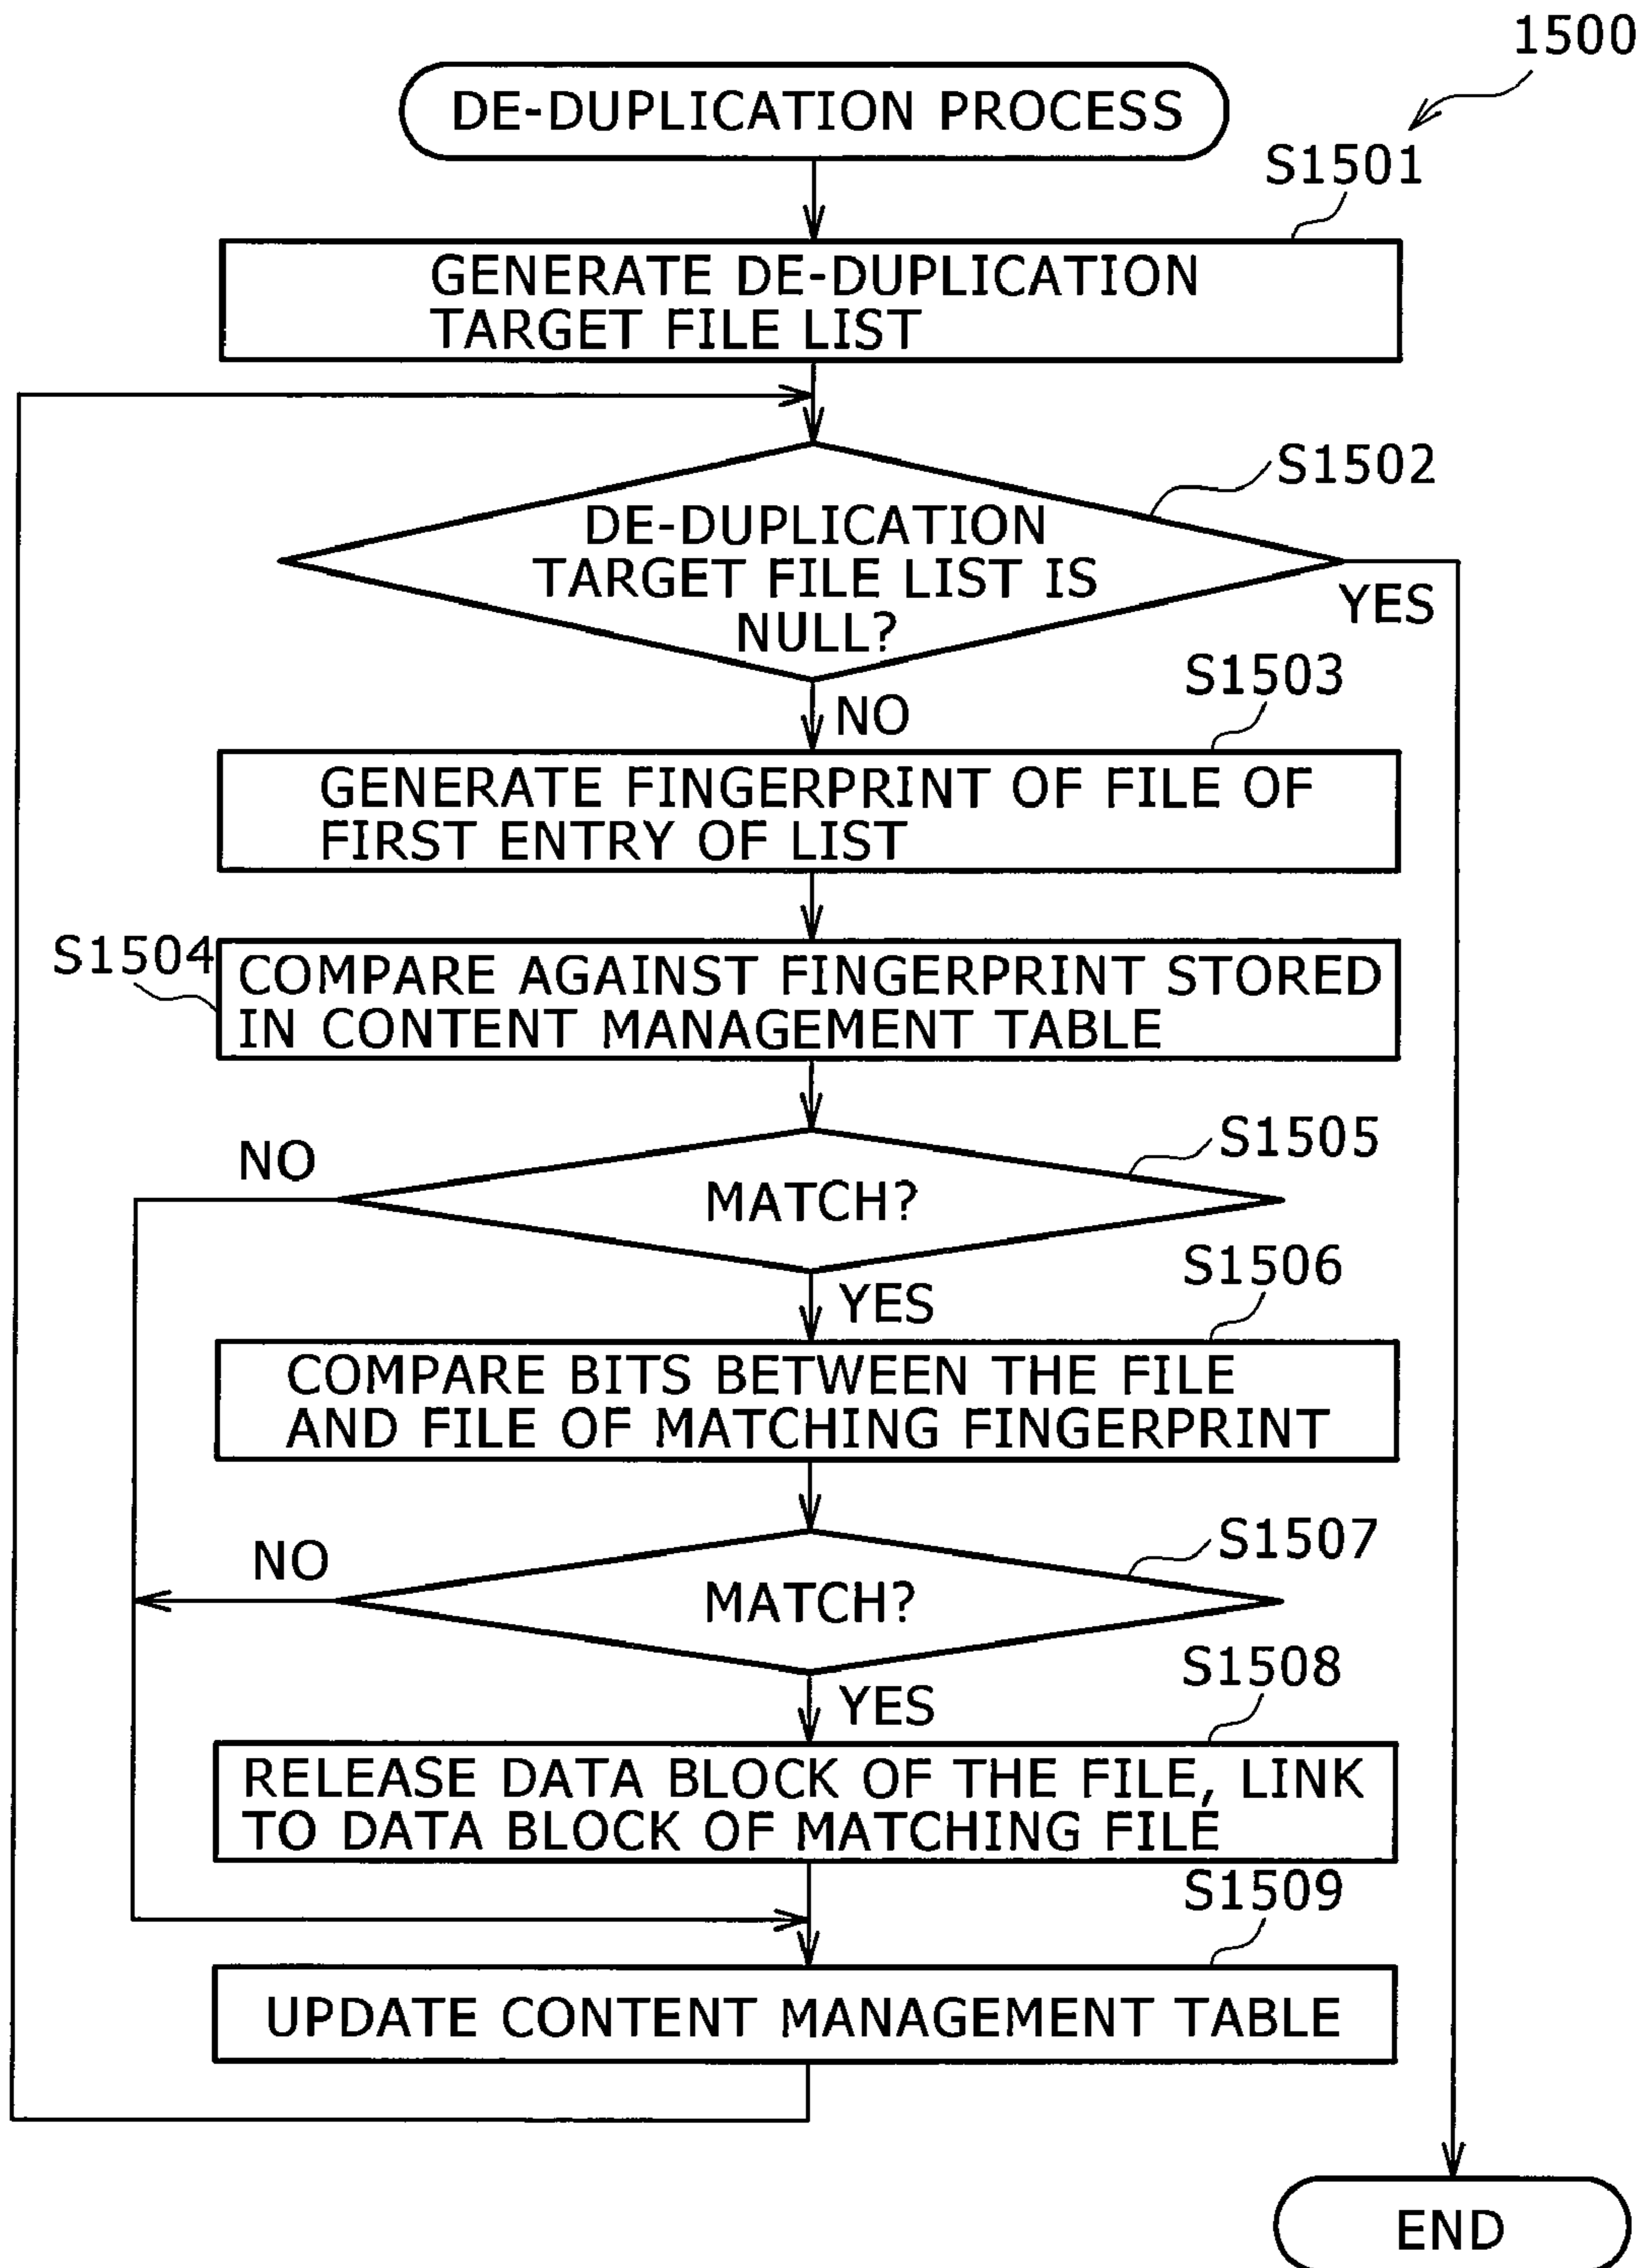 1500
DE-DUPLICATION PROCESS
S1501
GENERATE DE-DUPLICATION
TARGET FILE LIST
S1502
DE-DUPLICATION
TARGET FILE LIST IS
NULL?
YES
NO
S1503
GENERATE FINGERPRINT OF FILE OF
FIRST ENTRY OF LIST
S1504
COMPARE AGAINST FINGERPRINT STORED
IN CONTENT MANAGEMENT TABLE
S1505
NO
MATCH?
YES
S1506
COMPARE BITS BETWEEN THE FILE
AND FILE OF MATCHING FINGERPRINT
S1507
NO
MATCH?
YES
S1508
RELEASE DATA BLOCK OF THE FILE, LINK
TO DATA BLOCK OF MATCHING FILE
S1509
UPDATE CONTENT MANAGEMENT TABLE
END